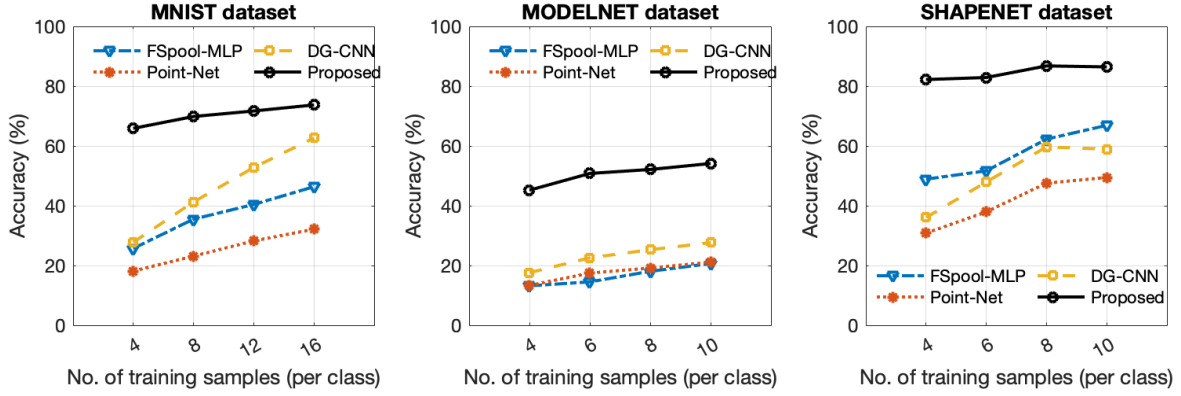 MNIST dataset
100
80
60
40
20
0
Accuracy (%)
FSpool-MLP
DG-CNN
Point-Net
Proposed
4
8
12
16
No. of training samples (per class)
MODELNET dataset
100
80
60
40
20
0
Accuracy (%)
FSpool-MLP
DG-CNN
Point-Net
Proposed
4
6
8
10
No. of training samples (per class)
SHAPENET dataset
100
80
60
40
20
0
Accuracy (%)
FSpool-MLP
DG-CNN
Point-Net
Proposed
4
6
8
10
No. of training samples (per class)